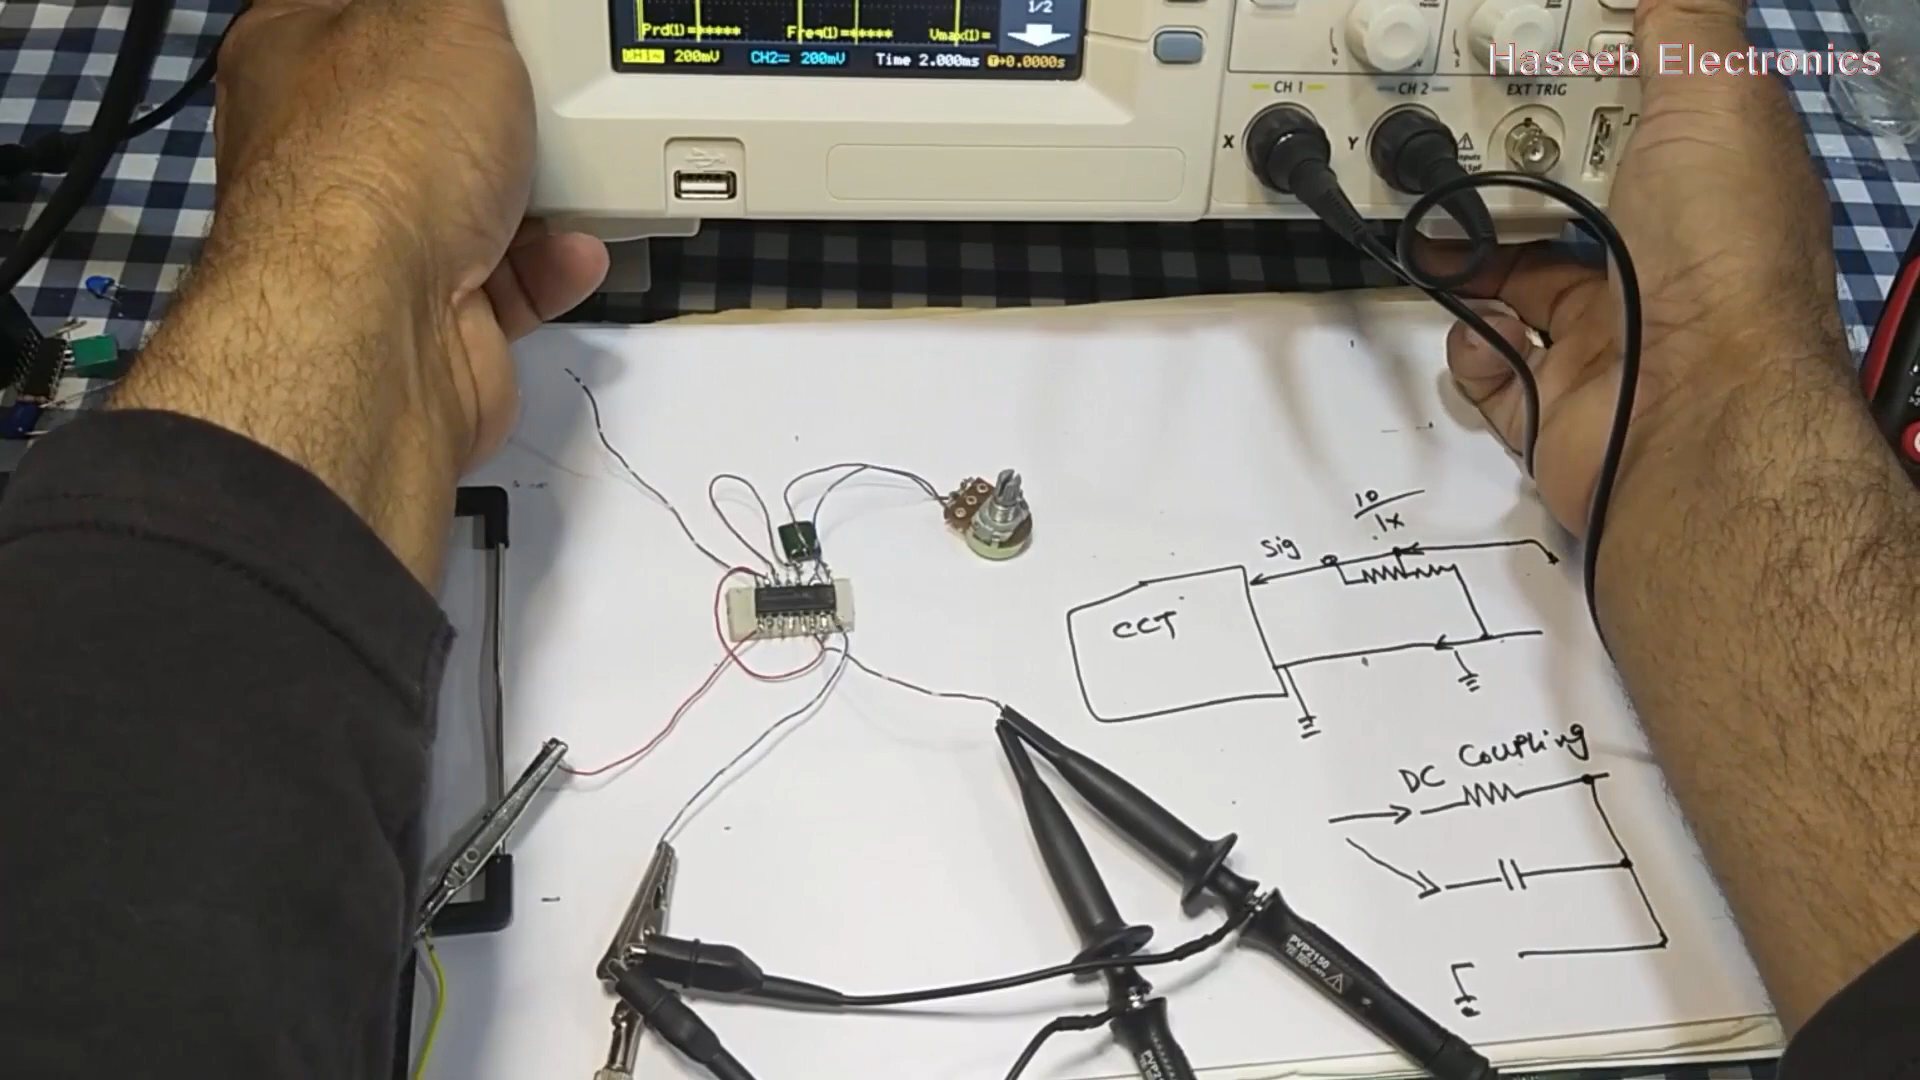 1/2
Prd(1)=***** Freq(1)=***** Vmax(1)=
CH1 200mV CH2 200mV Time 2.000ms T→0.0000s
Haseeb Electronics
CH 1 CH 2 EXT TRIG
X Y
10
1X
Sig
CCT
DC Coupling
PVP2150